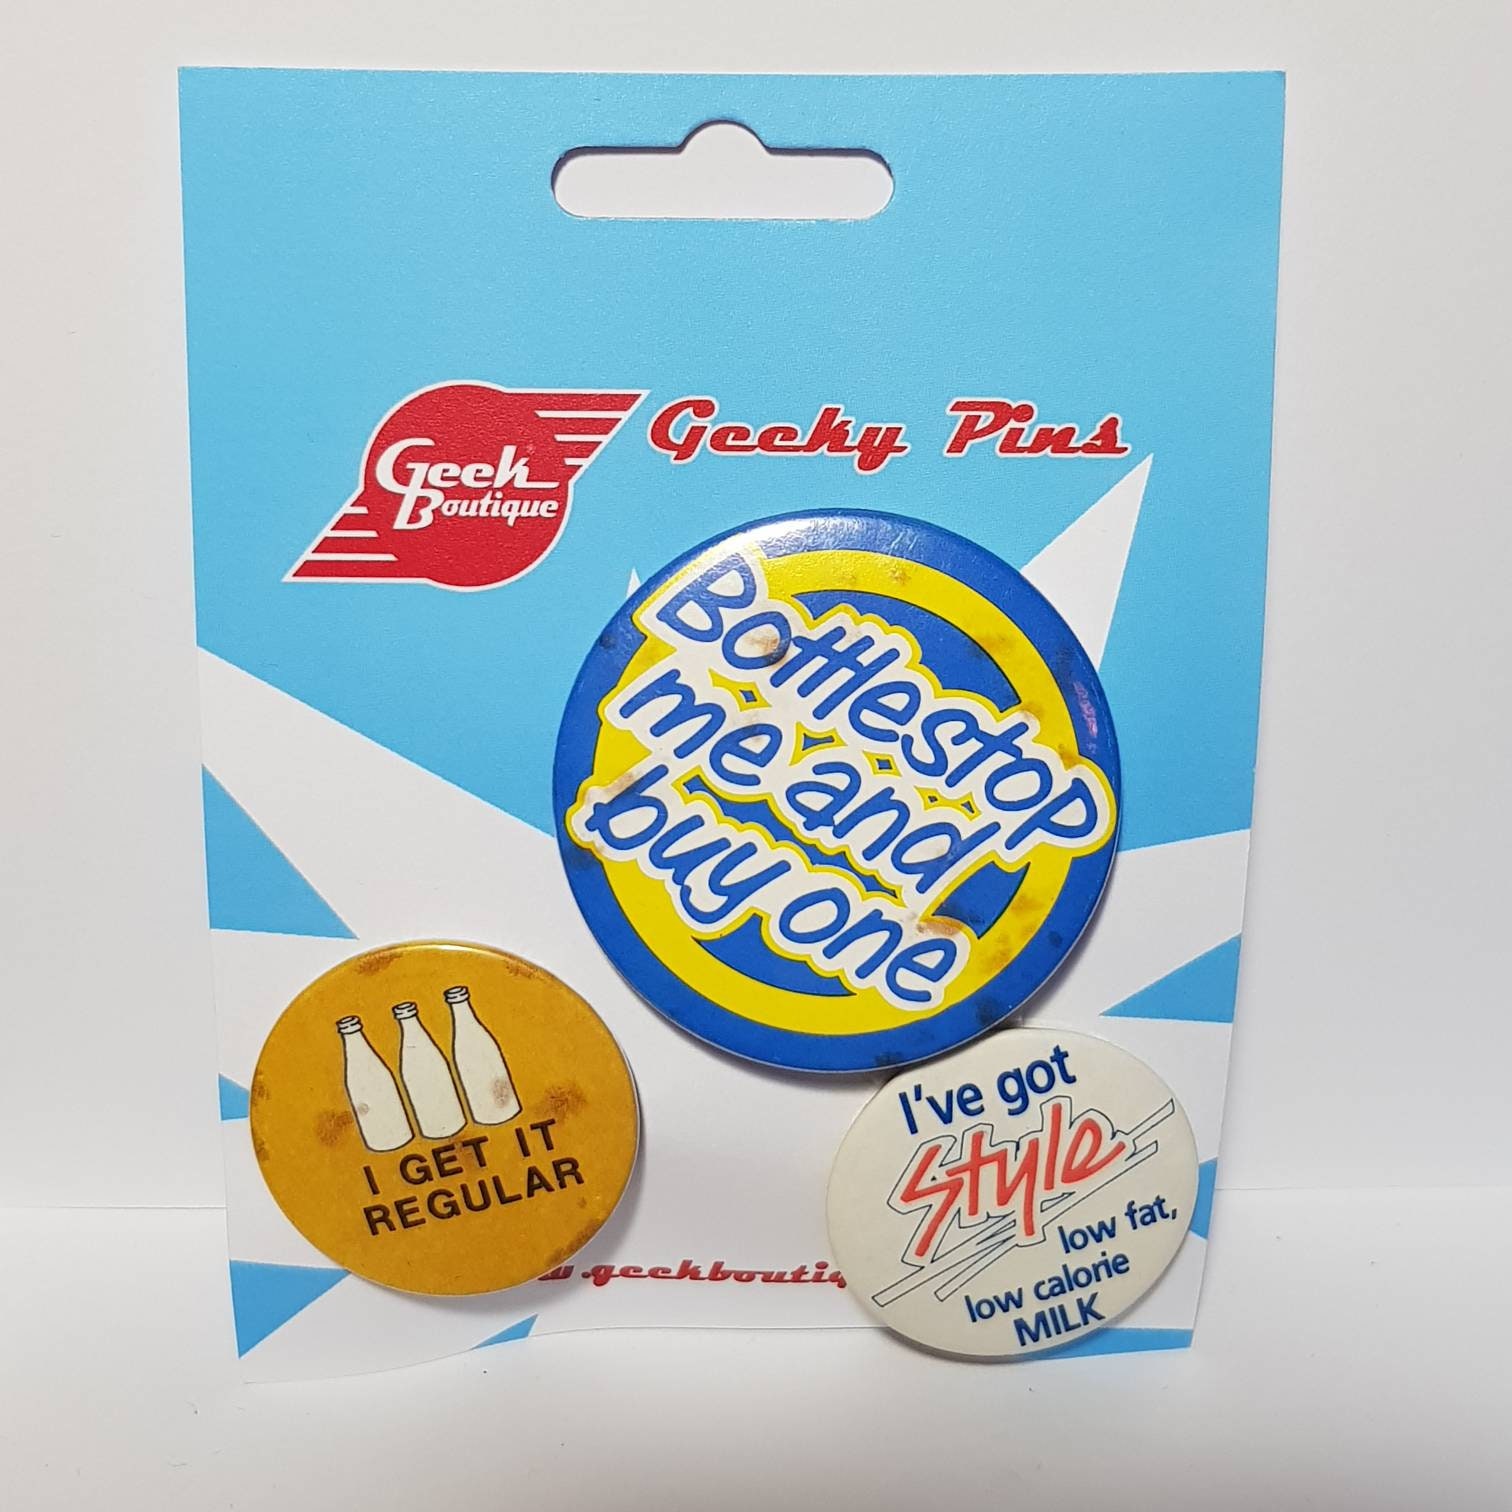 Geek
Boutique
Geeky Pins
Bottlestop
me and
buy one
I GET IT
REGULAR
I've got
Style
low fat,
low calorie
MILK